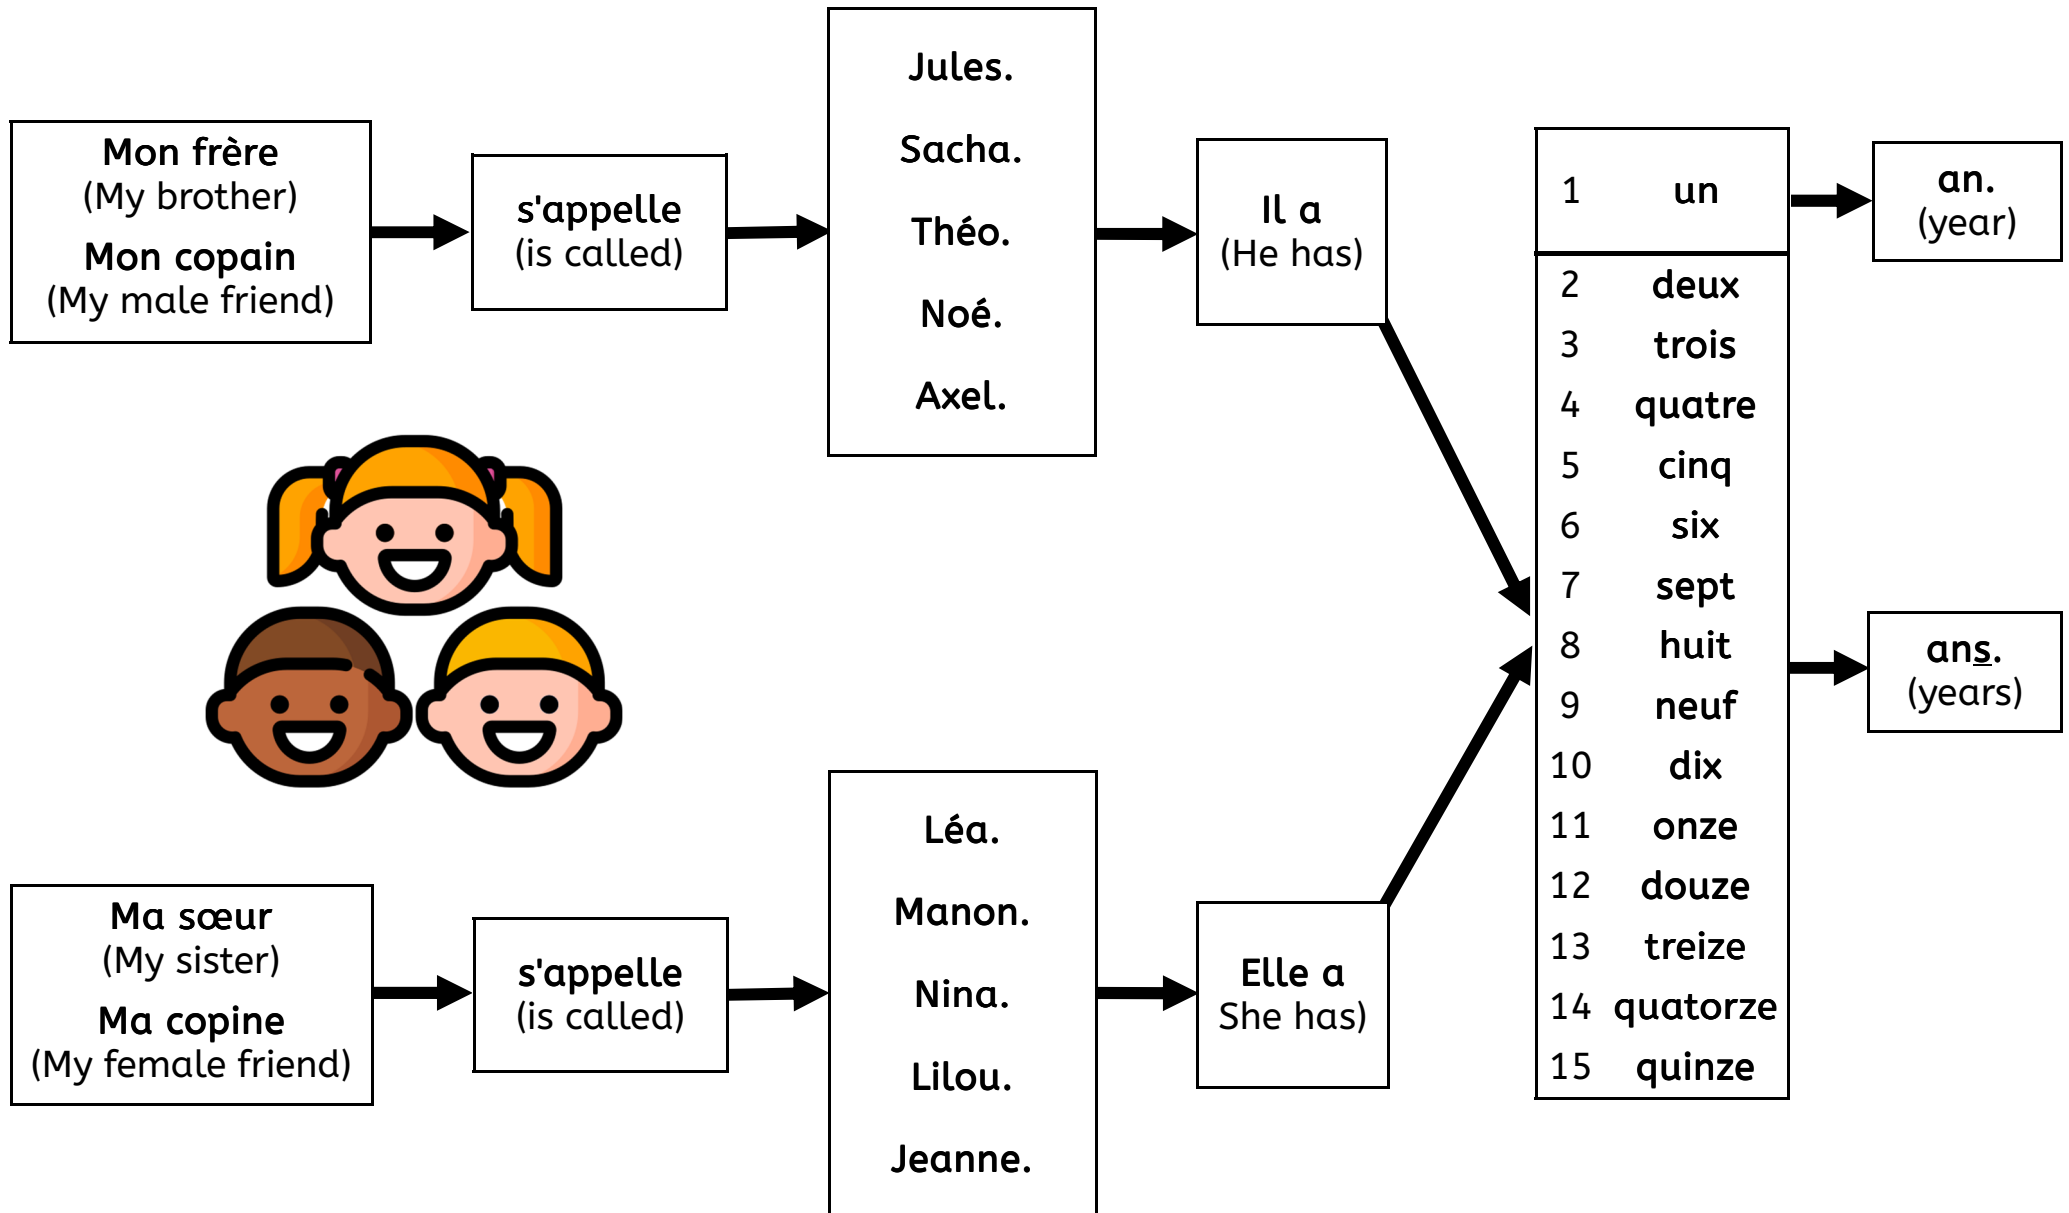 Mon frère
(My brother)
Mon copain
(My male friend)
s'appelle
(is called)
Jules.
Sacha.
Théo.
Noé.
Axel.
Il a
(He has)
1 un
an.
(year)
2 deux
3 trois
4 quatre
5 cinq
6 six
7 sept
8 huit
9 neuf
10 dix
11 onze
12 douze
13 treize
14 quatorze
15 quinze
ans.
(years)
Ma sœur
(My sister)
Ma copine
(My female friend)
s'appelle
(is called)
Léa.
Manon.
Nina.
Lilou.
Jeanne.
Elle a
She has)